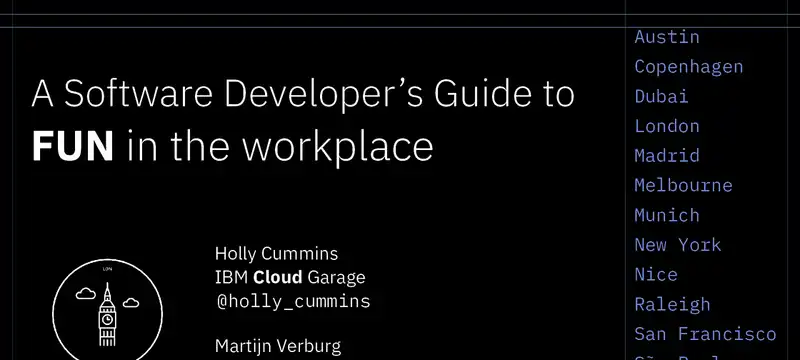 A Software Developer’s Guide to
FUN in the workplace
LON
Holly Cummins
IBM Cloud Garage
@holly_cummins
Martijn Verburg
Austin
Copenhagen
Dubai
London
Madrid
Melbourne
Munich
New York
Nice
Raleigh
San Francisco